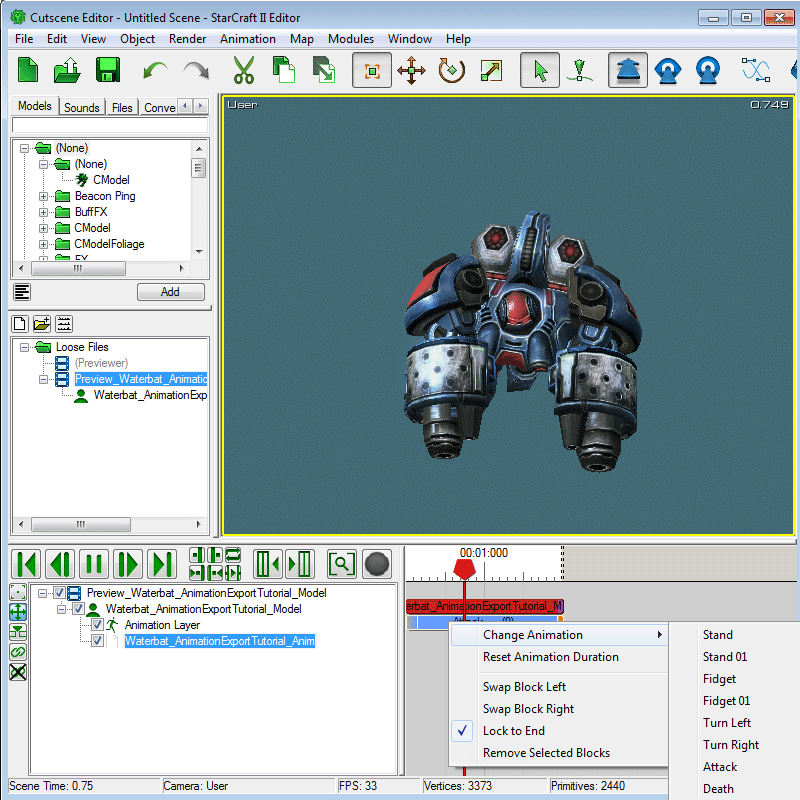 Cutscene Editor - Untitled Scene - StarCraft II Editor
File Edit View Object Render Animation Map Modules Window Help
Models Sounds Files Conve
User
0.749
(None)
(None)
CModel
Beacon Ping
BuffFX
CModel
CModelFoliage
FX
Add
Loose Files
(Previewer)
Preview_Waterbat_Animatic
Waterbat_AnimationExp
00:01:000
Preview_Waterbat_AnimationExportTutorial_Model
Waterbat_AnimationExportTutorial_Model
Animation Layer
Waterbat_AnimationExportTutorial_Anim
erbat_AnimationExportTutorial_M
Change Animation
Reset Animation Duration
Swap Block Left
Swap Block Right
Lock to End
Remove Selected Blocks
Stand
Stand 01
Fidget
Fidget 01
Turn Left
Turn Right
Attack
Death
Scene Time: 0.75
Camera: User
FPS: 33
Vertices: 3373
Primitives: 2440